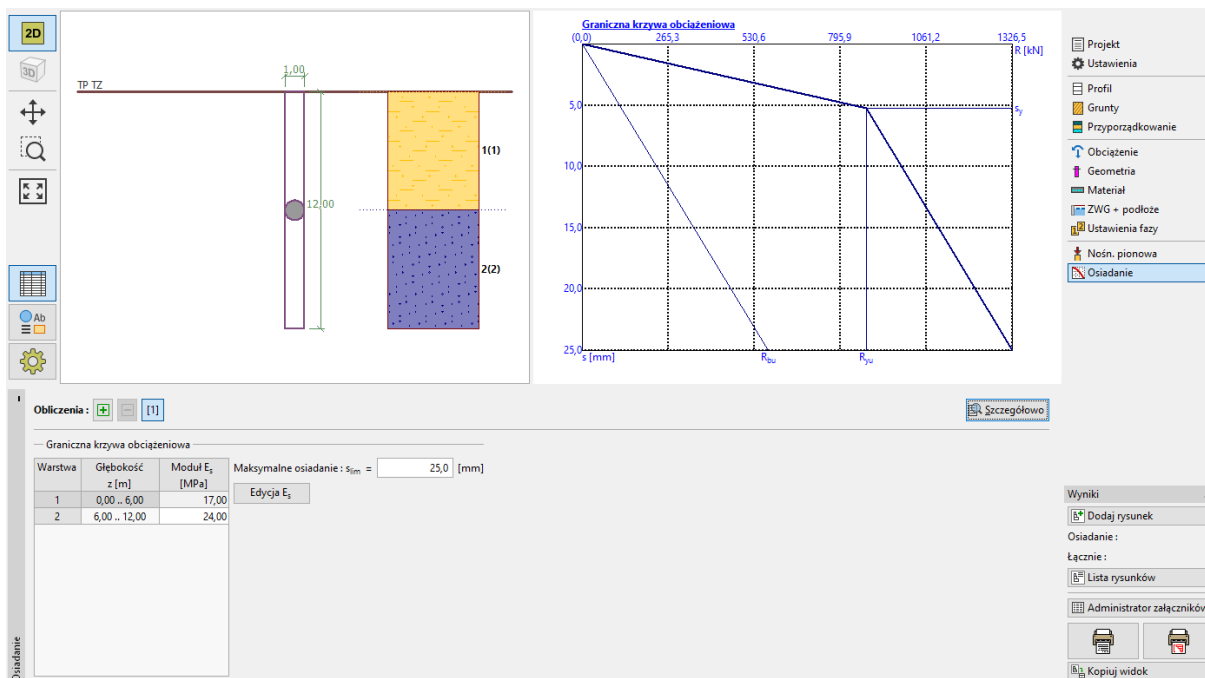 2D
3D
Ab
TP TZ
1,00
12,00
1(1)
2(2)
Graniczna krzywa obciążeniowa
(0,0) 265,3 530,6 795,9 1061,2 1326,5
R [kN]
5,0
sy
10,0
15,0
20,0
25,0
s [mm]
Rbu
Ryu
Projekt
Ustawienia
Profil
Grunty
Przyporządkowanie
Obciążenie
Geometria
Materiał
ZWG + podłoże
Ustawienia fazy
Nośn. pionowa
Osiadanie
Obliczenia :
[1]
Szczegółowo
Graniczna krzywa obciążeniowa
Warstwa Głębokość Moduł Es
z [m] [MPa]
1 0,00 .. 6,00 17,00
2 6,00 .. 12,00 24,00
Maksymalne osiadanie : slim = 25,0 [mm]
Edycja Es
Osiadanie
Wyniki
Dodaj rysunek
Osiadanie :
Łącznie :
Lista rysunków
Administrator załączników
Kopiuj widok